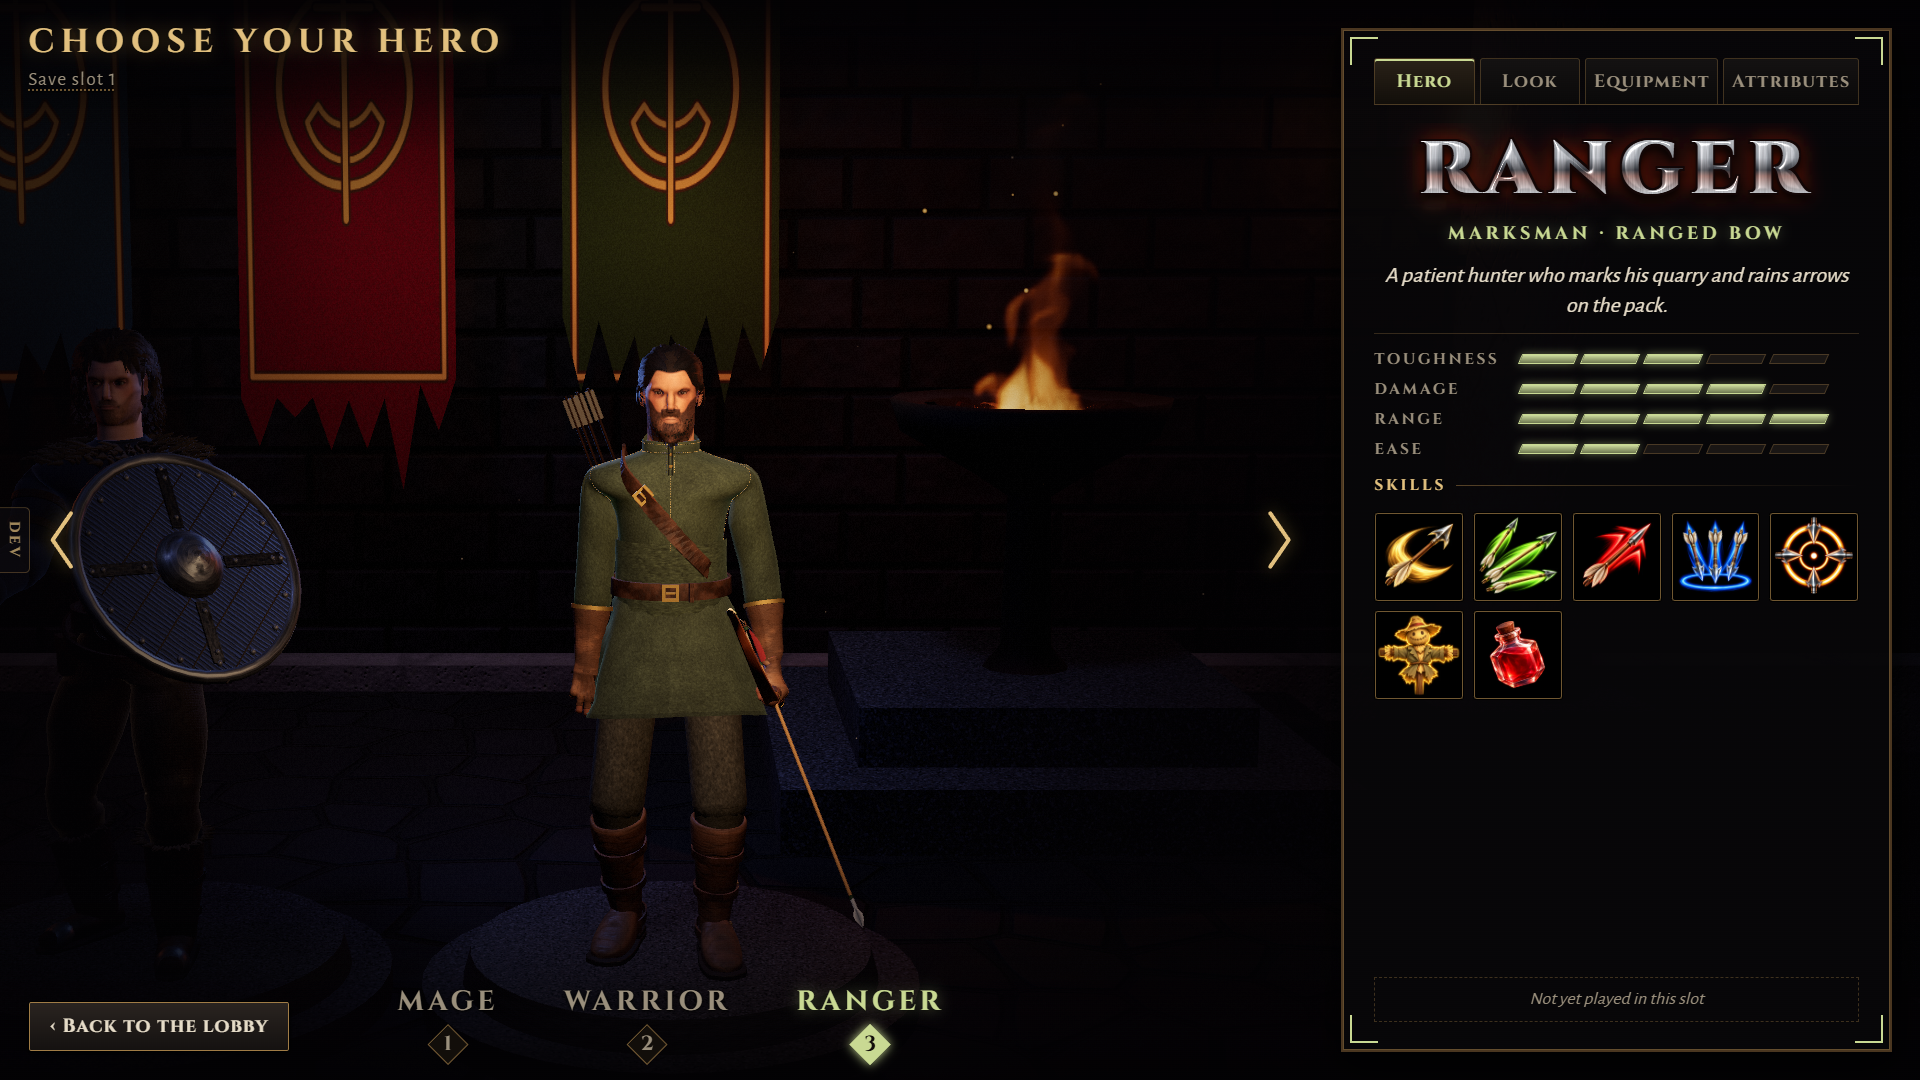 CHOOSE YOUR HERO
Save slot 1
DEV
‹ BACK TO THE LOBBY
MAGE
1
WARRIOR
2
RANGER
3
HERO
LOOK
EQUIPMENT
ATTRIBUTES
RANGER
MARKSMAN · RANGED BOW
A patient hunter who marks his quarry and rains arrows
on the pack.
TOUGHNESS
DAMAGE
RANGE
EASE
SKILLS
Not yet played in this slot